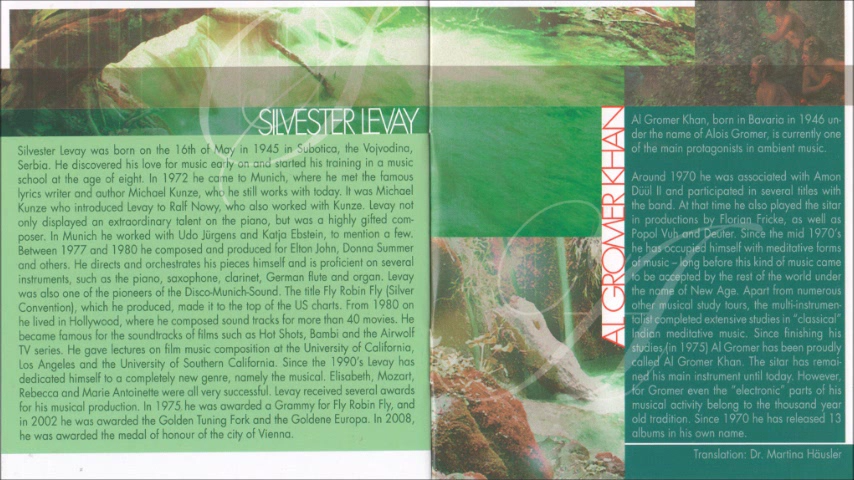 SILVESTER LEVAY
Silvester Levay was born on the 16th of May in 1945 in Subotica, the Vojvodina,
Serbia. He discovered his love for music early on and started his training in a music
school at the age of eight. In 1972 he came to Munich, where he met the famous
lyrics writer and author Michael Kunze, who he still works with today. It was Michael
Kunze who introduced Levay to Ralf Nowy, who also worked with Kunze. Levay not
only displayed an extraordinary talent on the piano, but was a highly gifted com-
poser. In Munich he worked with Udo Jürgens and Katja Ebstein, to mention a few.
Between 1977 and 1980 he composed and produced for Elton John, Donna Summer
and others. He directs and orchestrates his pieces himself and is proficient on several
instruments, such as the piano, saxophone, clarinet, German flute and organ. Levay
was also one of the pioneers of the Disco-Munich-Sound. The title Fly Robin Fly (Silver
Convention), which he produced, made it to the top of the US charts. From 1980 on
he lived in Hollywood, where he composed sound tracks for more than 40 movies. He
became famous for the soundtracks of films such as Hot Shots, Bambi and the Airwolf
TV series. He gave lectures on film music composition at the University of California,
Los Angeles and the University of Southern California. Since the 1990's Levay has
dedicated himself to a completely new genre, namely the musical. Elisabeth, Mozart,
Rebecca and Marie Antoinette were all very successful. Levay received several awards
for his musical production. In 1975 he was awarded a Grammy for Fly Robin Fly, and
in 2002 he was awarded the Golden Tuning Fork and the Goldene Europa. In 2008,
he was awarded the medal of honour of the city of Vienna.
Al GROMER KHAN
Al Gromer Khan, born in Bavaria in 1946 un-
der the name of Alois Gromer, is currently one
of the main protagonists in ambient music.
Around 1970 he was associated with Amon
Düül II and participated in several titles with
the band. At that time he also played the sitar
in productions by Florian Fricke, as well as
Popol Vuh and Deuter. Since the mid 1970's
he has occupied himself with meditative forms
of music – long before this kind of music came
to be accepted by the rest of the world under
the name of New Age. Apart from numerous
other musical study tours, the multi-instrumen-
talist completed extensive studies in "classical"
Indian meditative music. Since finishing his
studies (in 1975) Al Gromer has been proudly
called Al Gromer Khan. The sitar has remai-
ned his main instrument until today. However,
for Gromer even the "electronic" parts of his
musical activity belong to the thousand year
old tradition. Since 1970 he has released 13
albums in his own name.
Translation: Dr. Martina Häusler